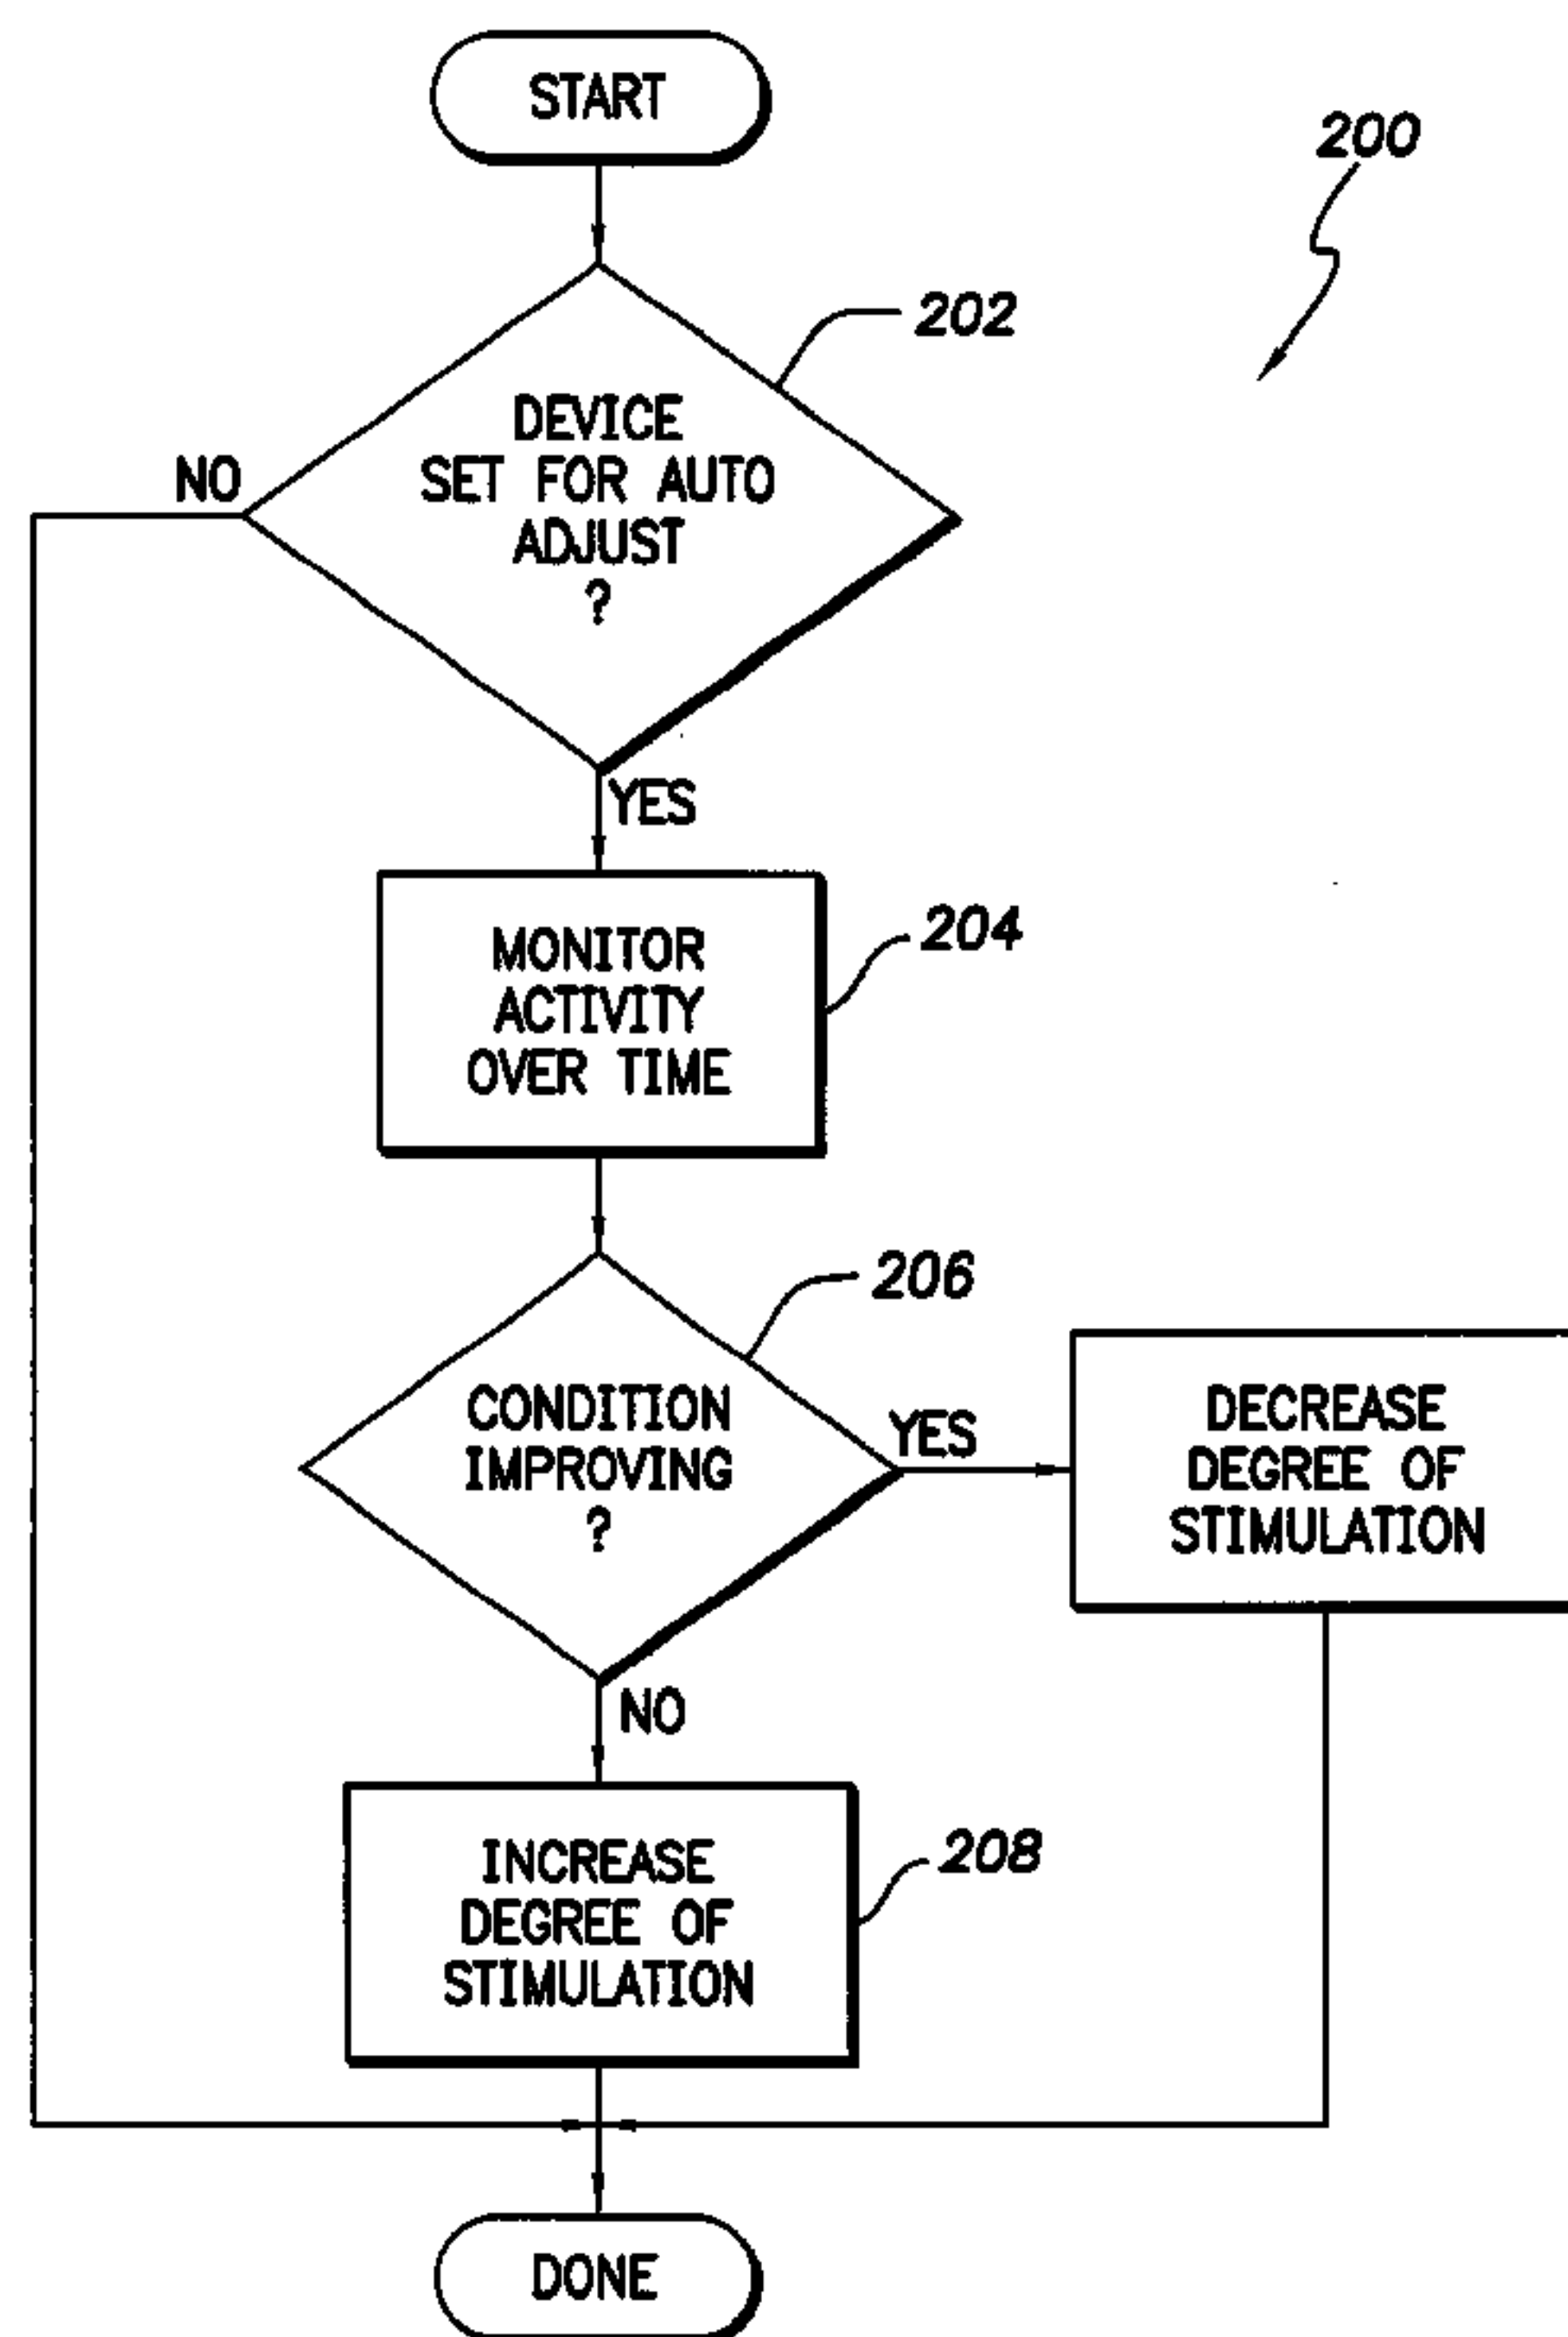 START
200
202
DEVICE
SET FOR AUTO
ADJUST
?
NO
YES
204
MONITOR
ACTIVITY
OVER TIME
206
CONDITION
IMPROVING
?
YES
DECREASE
DEGREE OF
STIMULATION
NO
208
INCREASE
DEGREE OF
STIMULATION
DONE